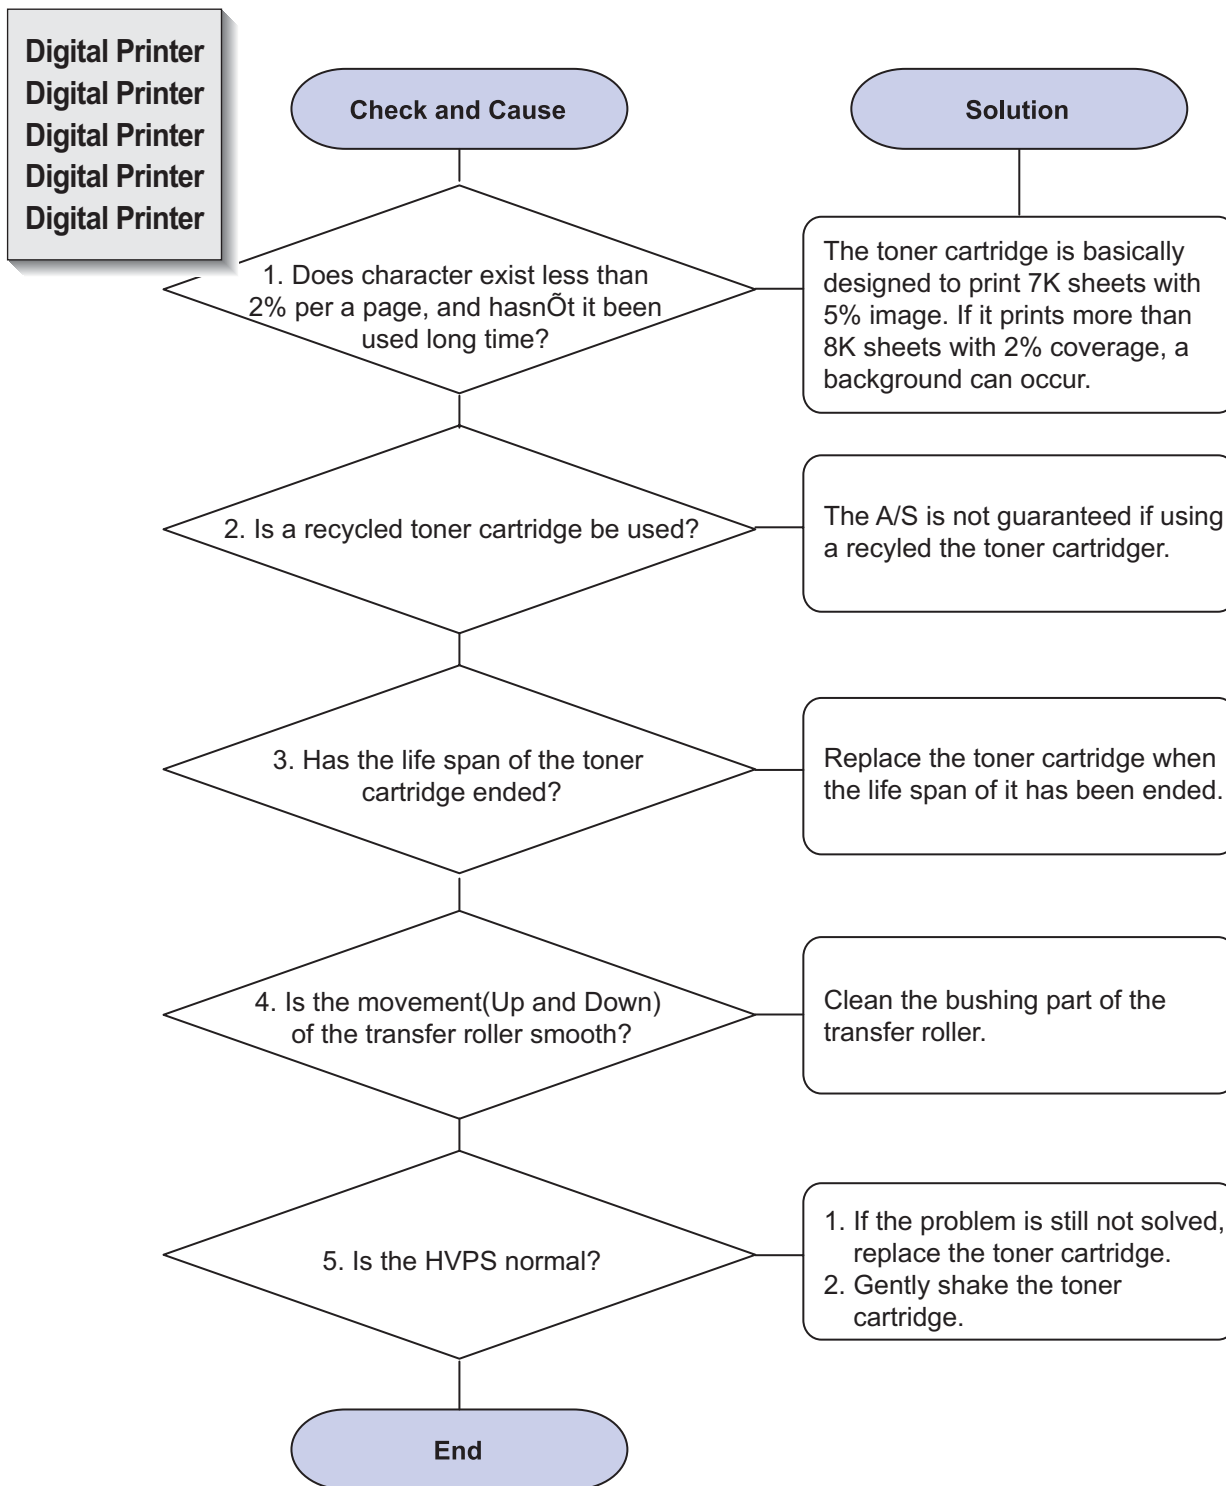 Digital Printer
Digital Printer
Digital Printer
Digital Printer
Digital Printer
Check and Cause
Solution
1. Does character exist less than
2% per a page, and hasnÕt it been
used long time?
The toner cartridge is basically
designed to print 7K sheets with
5% image. If it prints more than
8K sheets with 2% coverage, a
background can occur.
2. Is a recycled toner cartridge be used?
The A/S is not guaranteed if using
a recyled the toner cartridger.
3. Has the life span of the toner
cartridge ended?
Replace the toner cartridge when
the life span of it has been ended.
4. Is the movement(Up and Down)
of the transfer roller smooth?
Clean the bushing part of the
transfer roller.
5. Is the HVPS normal?
1. If the problem is still not solved,
replace the toner cartridge.
2. Gently shake the toner
cartridge.
End